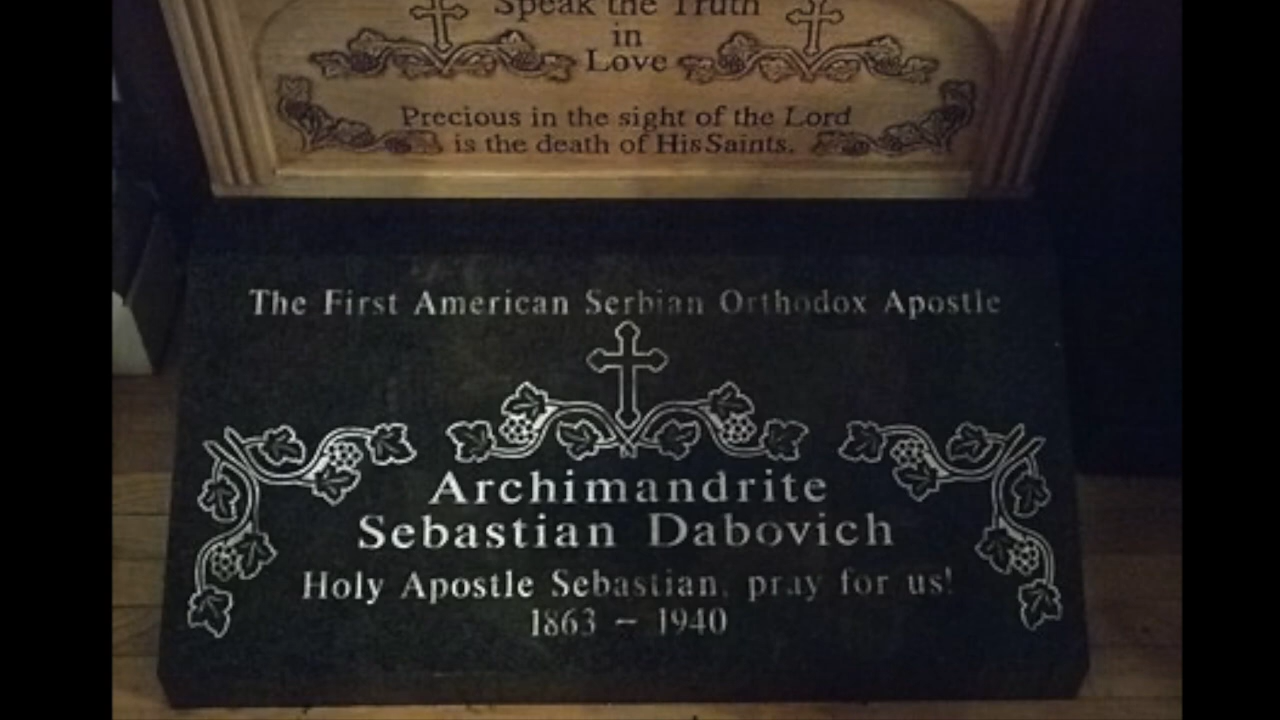 Speak the Truth
in
Love
Precious in the sight of the Lord
is the death of His Saints.
The First American Serbian Orthodox Apostle
Archimandrite
Sebastian Dabovich
Holy Apostle Sebastian, pray for us!
1863 – 1940